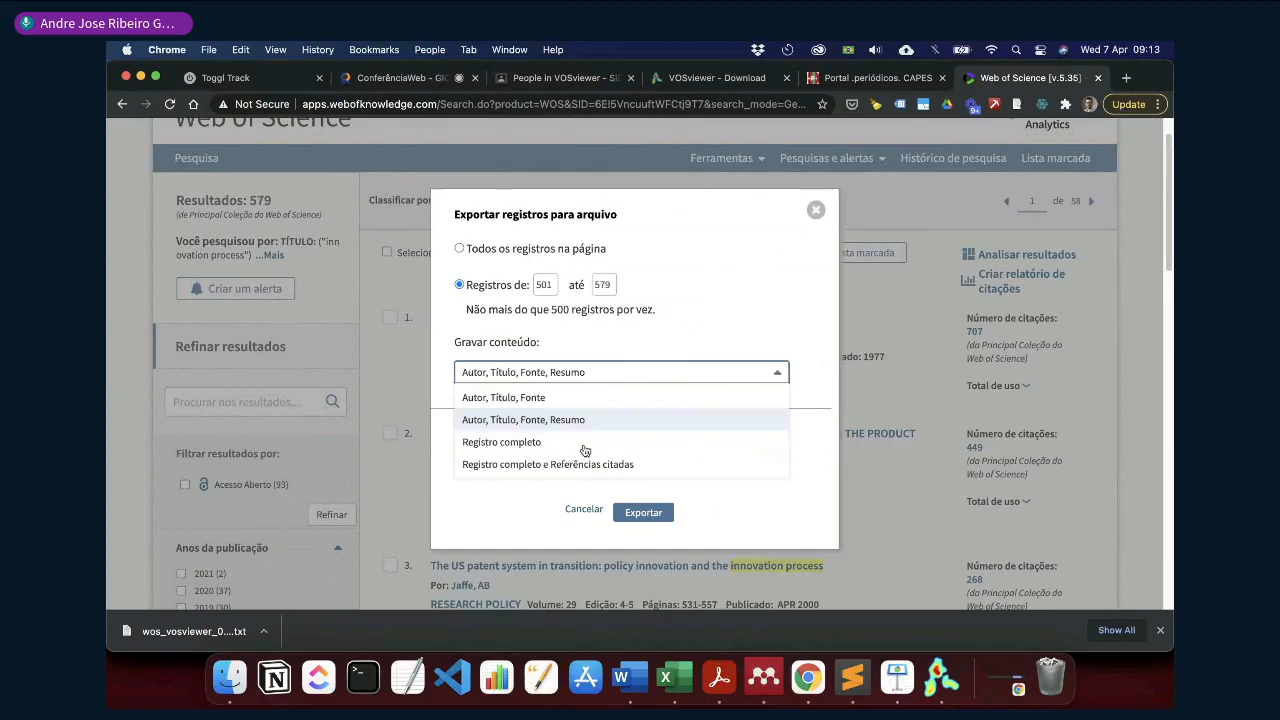 Andre Jose Ribeiro G...
Chrome File Edit View History Bookmarks People Tab Window Help
Wed 7 Apr 09:13
Toggl Track
ConferênciaWeb - GI
People in VOSviewer - S
VOSviewer - Download
Portal .periódicos. CAPES
Web of Science [v.5.35]
Not Secure apps.webofknowledge.com/Search.do?product=WOS&SID=6EI5VncuuftWFCtj9T7&search_mode=Ge...
Update
Web of Science
Analytics
Pesquisa
Ferramentas
Pesquisas e alertas
Histórico de pesquisa
Lista marcada
Resultados: 579
(de Principal Coleção do Web of Science)
Você pesquisou por: TÍTULO: ("inn
ovation process") ...Mais
Criar um alerta
Refinar resultados
Procurar nos resultados...
Filtrar resultados por:
Acesso Aberto (93)
Refinar
Anos da publicação
2021 (2)
2020 (37)
2019 (30)
Classificar po
1 de 58
Selecion
sta marcada
1.
ado: 1977
2.
THE PRODUCT
3.
The US patent system in transition: policy innovation and the innovation process
Por: Jaffe, AB
RESEARCH POLICY Volume: 29 Edição: 4-5 Páginas: 531-557 Publicado: APR 2000
Exportar registros para arquivo
Todos os registros na página
Registros de: 501 até 579
Não mais do que 500 registros por vez.
Gravar conteúdo:
Autor, Título, Fonte, Resumo
Autor, Título, Fonte
Autor, Título, Fonte, Resumo
Registro completo
Registro completo e Referências citadas
Cancelar
Exportar
Analisar resultados
Criar relatório de
citações
Número de citações:
707
(da Principal Coleção do
Web of Science)
Total de uso
Número de citações:
449
(da Principal Coleção do
Web of Science)
Total de uso
Número de citações:
268
(da Principal Coleção do
Web of Science)
wos_vosviewer_0....txt
Show All